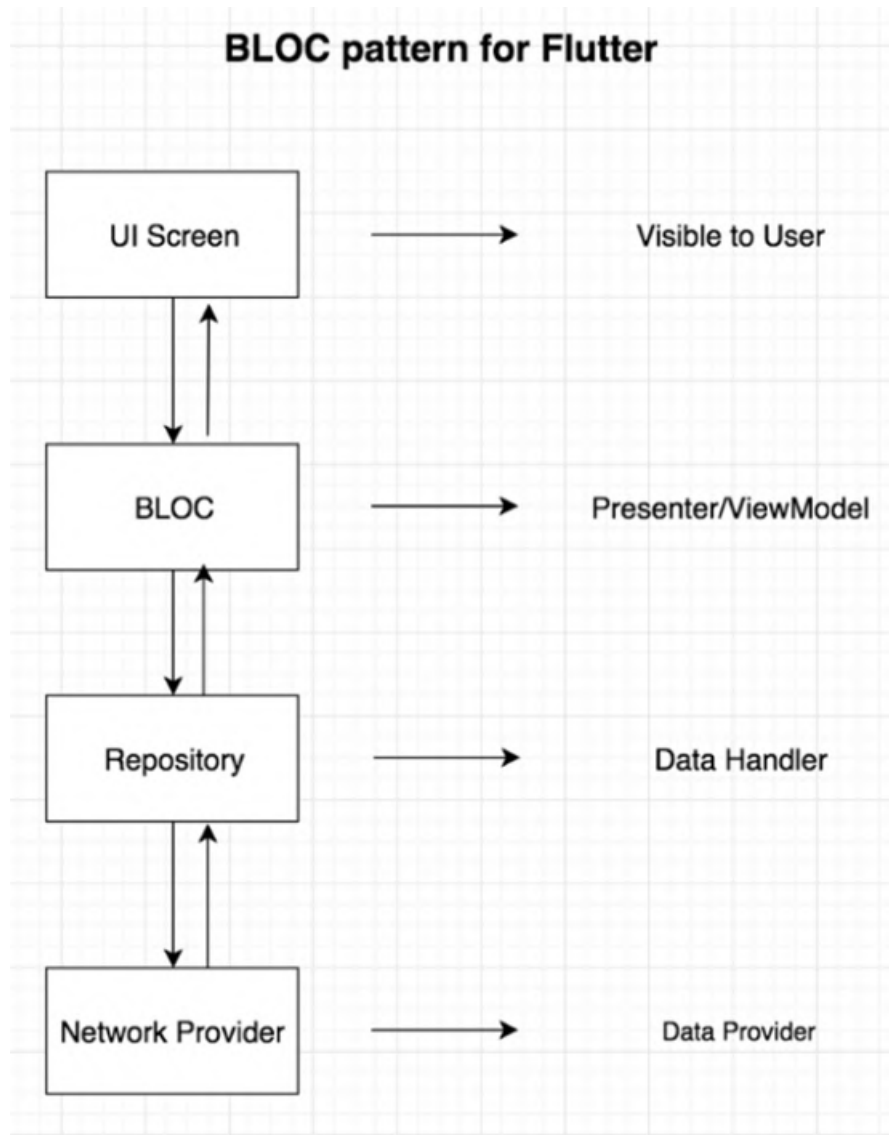 BLOC pattern for Flutter
UI Screen
Visible to User
BLOC
Presenter/ViewModel
Repository
Data Handler
Network Provider
Data Provider